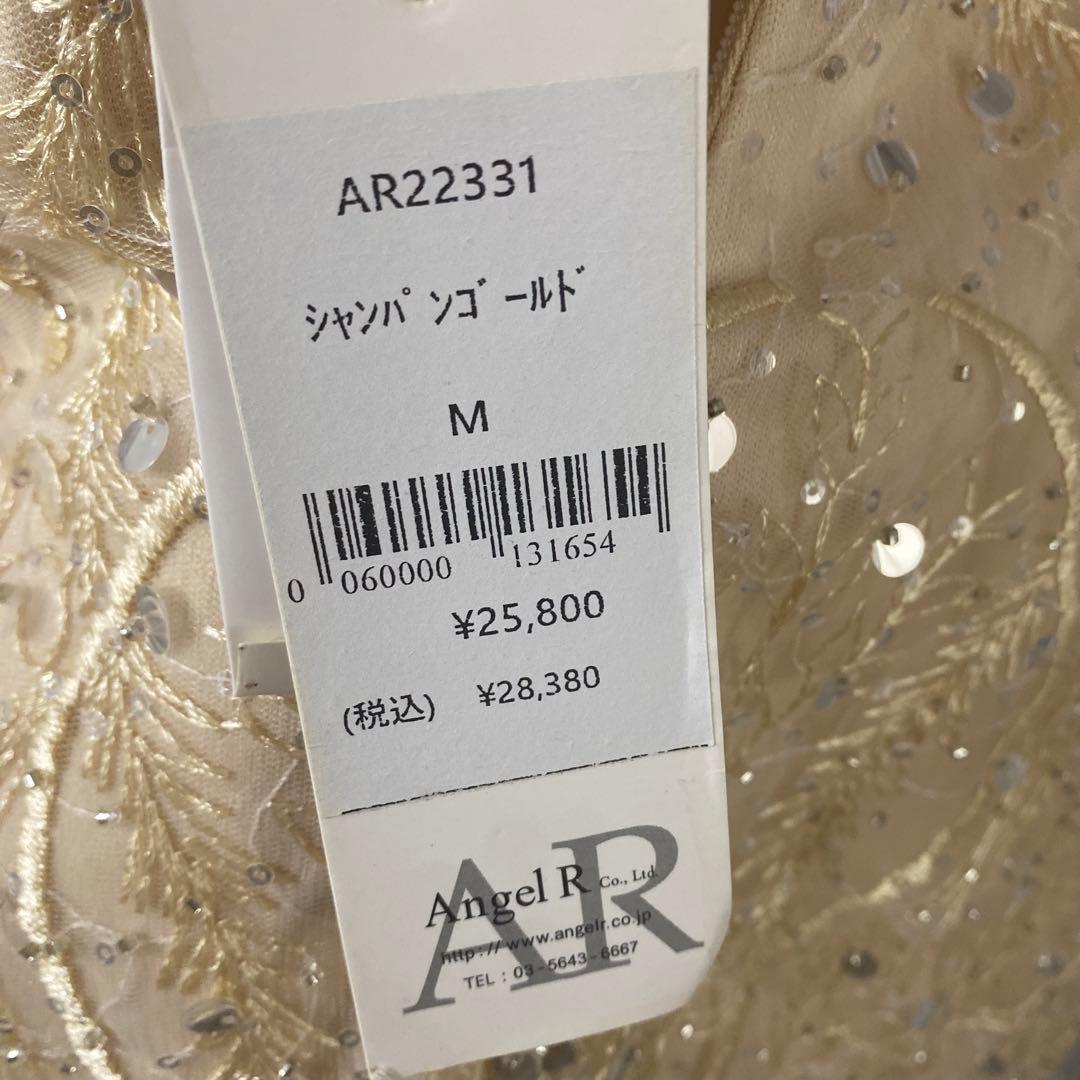 AR22331
ｼｬﾝﾊﾟﾝｺﾞｰﾙﾄﾞ
M
0 060000 131654
¥25,800
(税込) ¥28,380
AR
Angel R Co., Ltd.
http://www.angelr.co.jp
TEL : 03-5643-6667